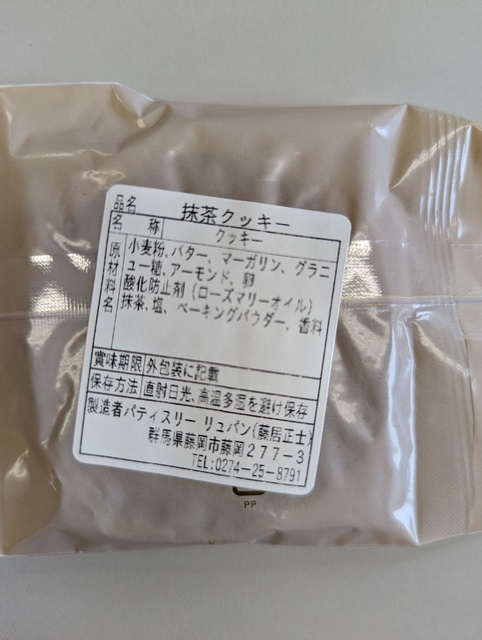 品名 抹茶クッキー
名称 クッキー
原材料名 小麦粉、バター、マーガリン、グラニ
ュー糖、アーモンド、卵
酸化防止剤（ローズマリーオイル）
抹茶、塩、ベーキングパウダー、香料
賞味期限 外包装に記載
保存方法 直射日光、高温多湿を避け保存
製造者パティスリー リュパン(藤居正士)
群馬県藤岡市藤岡277-3
TEL:0274-25-8791
PP